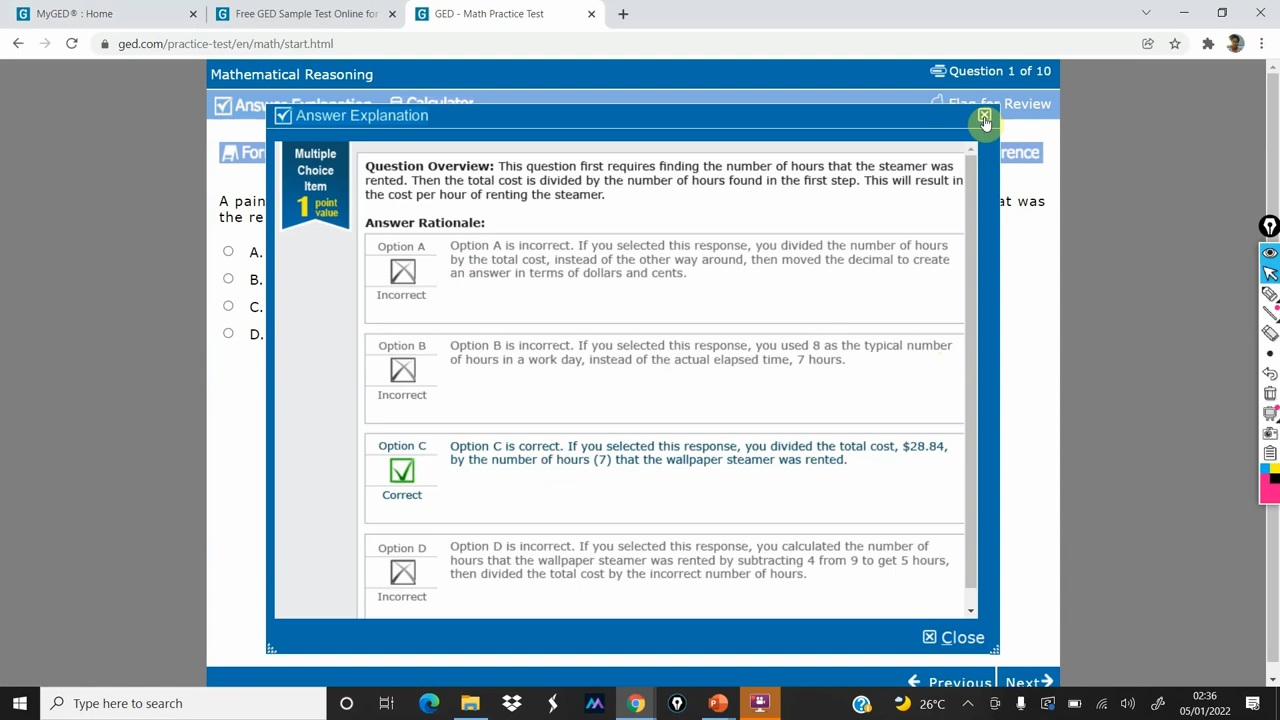 MyGED® : Home
Free GED Sample Test Online for
GED - Math Practice Test
ged.com/practice-test/en/math/start.html
Mathematical Reasoning
Question 1 of 10
Flag for Review
Answer Explanation
Multiple
Choice
Item
1 point
value
Question Overview: This question first requires finding the number of hours that the steamer was
rented. Then the total cost is divided by the number of hours found in the first step. This will result in
the cost per hour of renting the steamer.
Answer Rationale:
A pain
at was
the re
Option A
Incorrect
Option A is incorrect. If you selected this response, you divided the number of hours
by the total cost, instead of the other way around, then moved the decimal to create
an answer in terms of dollars and cents.
Option B
Incorrect
Option B is incorrect. If you selected this response, you used 8 as the typical number
of hours in a work day, instead of the actual elapsed time, 7 hours.
Option C
Correct
Option C is correct. If you selected this response, you divided the total cost, $28.84,
by the number of hours (7) that the wallpaper steamer was rented.
Option D
Incorrect
Option D is incorrect. If you selected this response, you calculated the number of
hours that the wallpaper steamer was rented by subtracting 4 from 9 to get 5 hours,
then divided the total cost by the incorrect number of hours.
A.
B.
C.
D.
Close
Previous
Next
Type here to search
26°C
ENG
02:36
05/01/2022